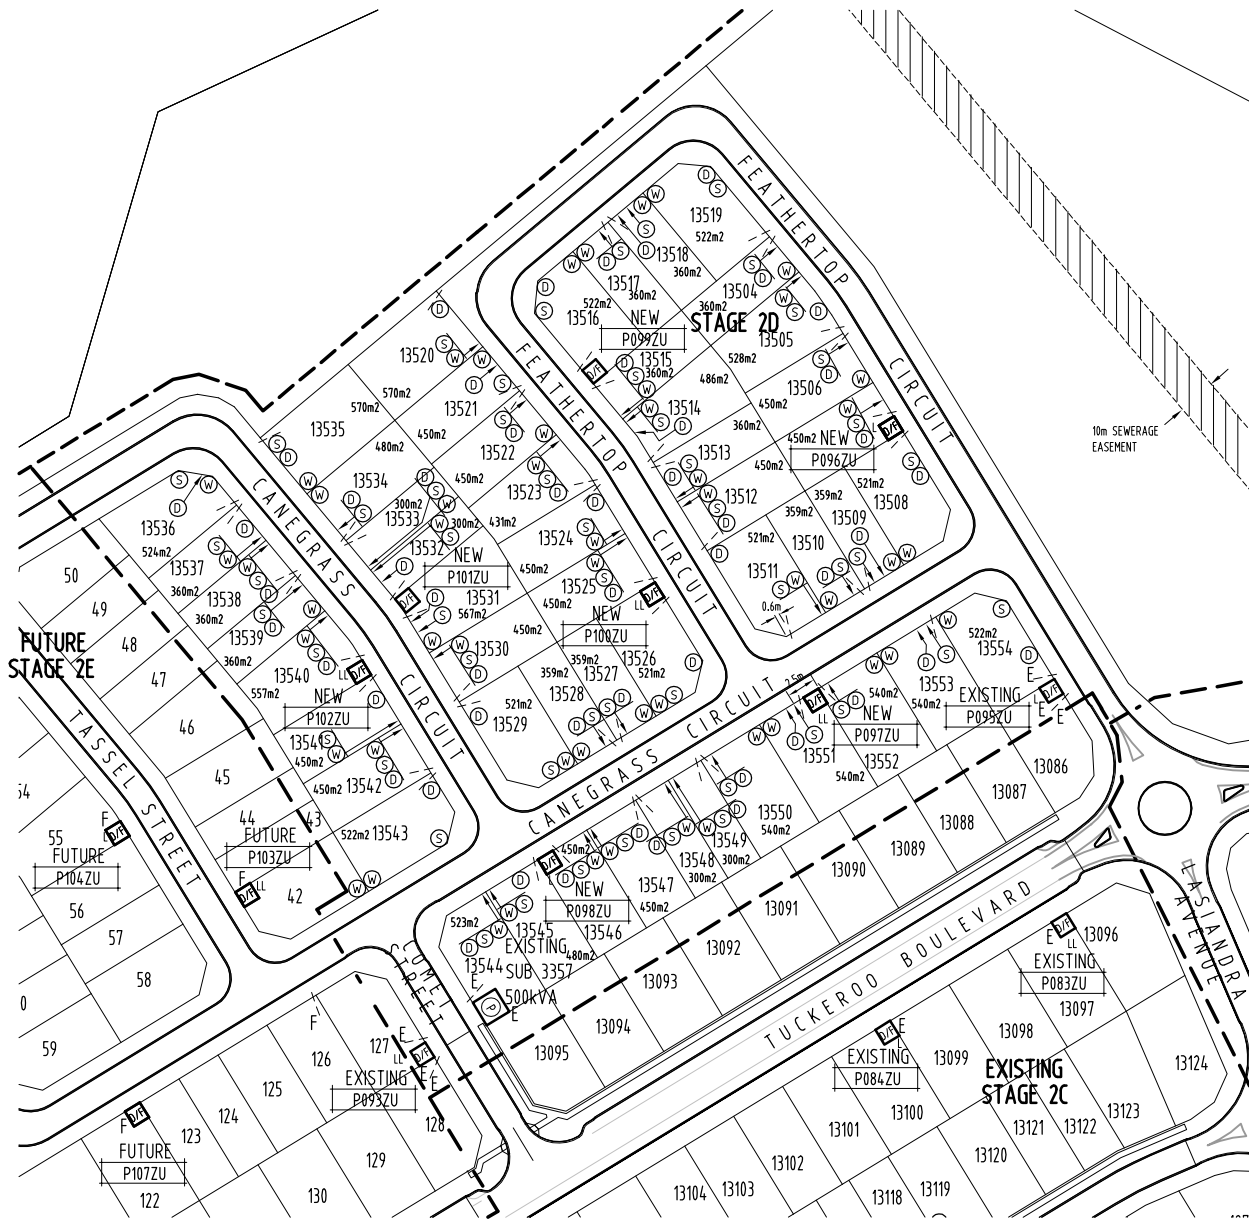 FEATHERTOP
CIRCUIT
13519
522m2
13518
360m2
13517
360m2
522m2
13516
NEW
P099ZU
13504
360m2
STAGE 2D
13505
528m2
13515
360m2
486m2
13506
450m2
13514
360m2
13513
450m2
NEW
P096ZU
450m2
13512
521m2
13508
359m2
13509
359m2
13510
521m2
13511
0.6m
10m SEWERAGE
EASEMENT
FEATHERTOP
CIRCUIT
13520
570m2
570m2
13521
450m2
13535
480m2
13522
450m2
13534
300m2
13523
431m2
13533
300m2
13532
NEW
P101ZU
13524
450m2
13525
450m2
13531
567m2
NEW
P100ZU
13530
450m2
13526
521m2
359m2
13527
359m2
13528
521m2
13529
CANEGRASS
CIRCUIT
13536
524m2
13537
360m2
13538
360m2
13539
360m2
13540
557m2
NEW
P102ZU
13541
450m2
13542
450m2
522m2
13543
50
49
48
47
46
45
44
43
42
FUTURE
STAGE 2E
TASSEL STREET
54
55
FUTURE
P104ZU
FUTURE
P103ZU
56
57
58
59
CANEGRASS CIRCUIT
2.5m
522m2
13554
13553
540m2
540m2
EXISTING
P095ZU
NEW
P097ZU
13551
13552
540m2
13550
540m2
13549
300m2
13548
300m2
13547
450m2
450m2
NEW
P098ZU
13546
480m2
13545
523m2
13544
EXISTING
SUB 3357
500kVA
13086
13087
13088
13089
13090
13091
13092
13093
13094
13095
TUCKEROO BOULEVARD
LASIANDRA
AVENUE
CUMET
STREET
13096
EXISTING
P083ZU
13097
13098
13099
EXISTING
P084ZU
13100
EXISTING
STAGE 2C
13101
13102
13103
13104
13118
13119
13120
13121
13122
13123
13124
127
126
125
124
123
122
EXISTING
P093ZU
128
129
130
FUTURE
P107ZU